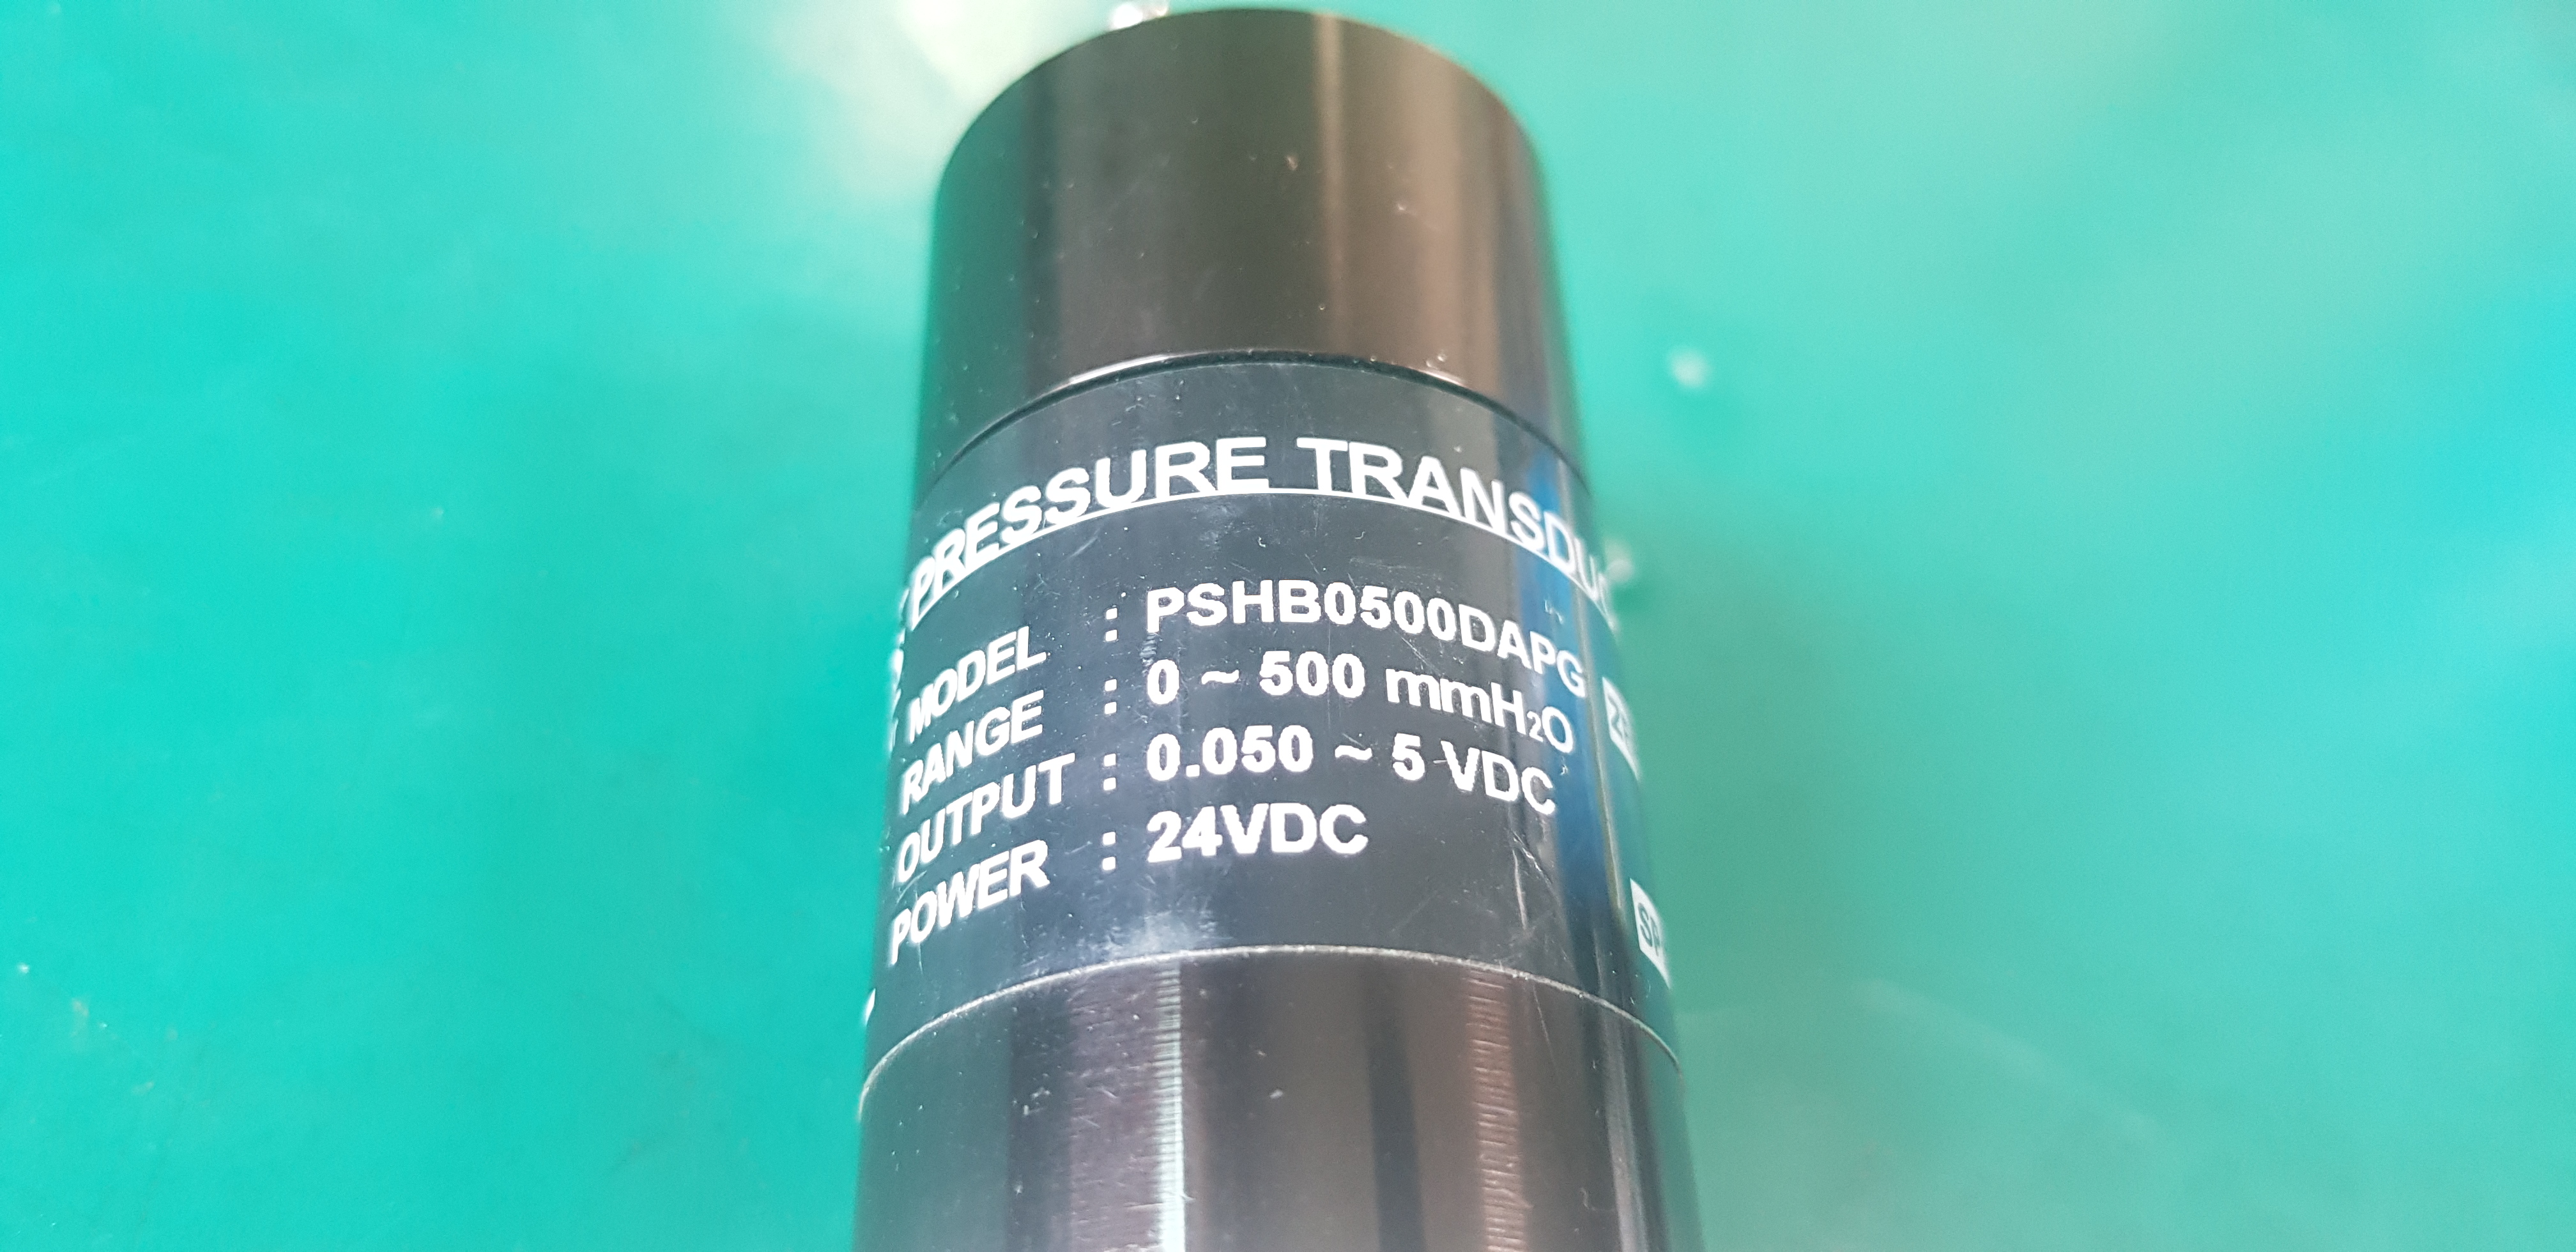 PRESSURE TRANSDU
MODEL : PSHB0500DAPG
RANGE : 0 ~ 500 mmH₂O
OUTPUT : 0.050 ~ 5 VDC
POWER : 24VDC